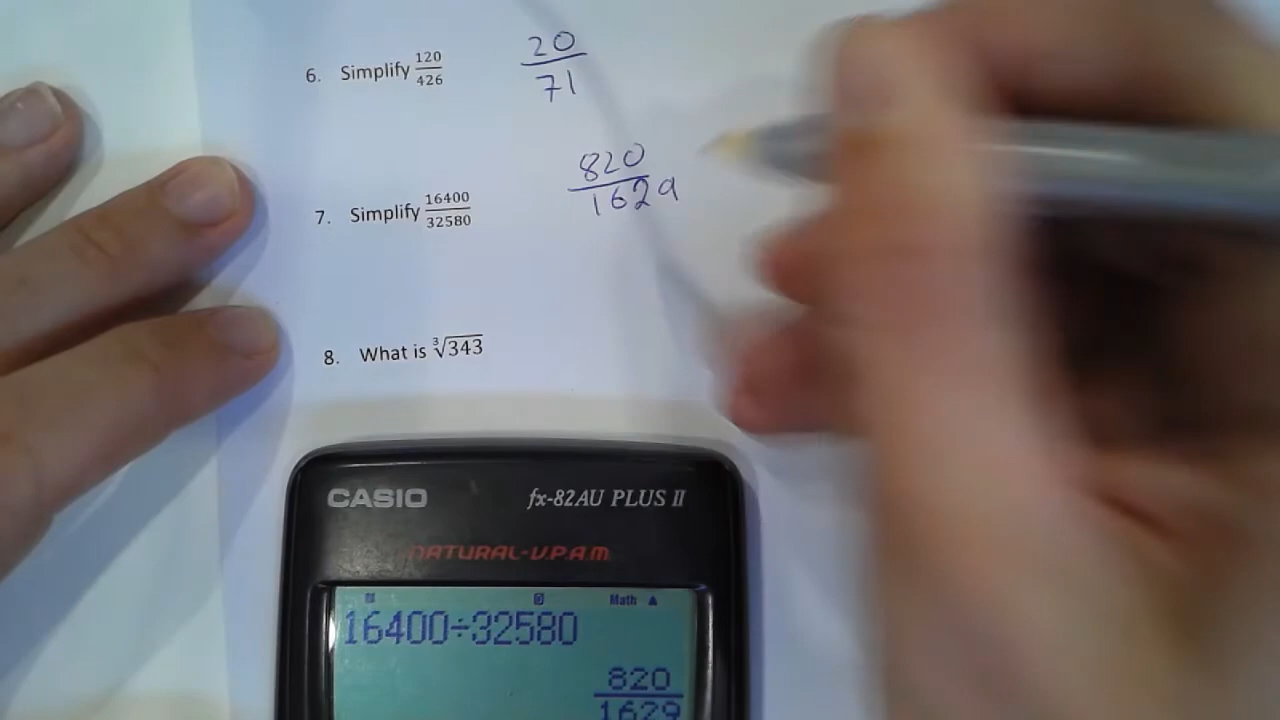 6. Simplify 120/426
20/71
7. Simplify 16400/32580
820/1629
8. What is ∛343
CASIO fx-82AU PLUS II
NATURAL-V.P.A.M
D Math ▲
16400÷32580
820/1629